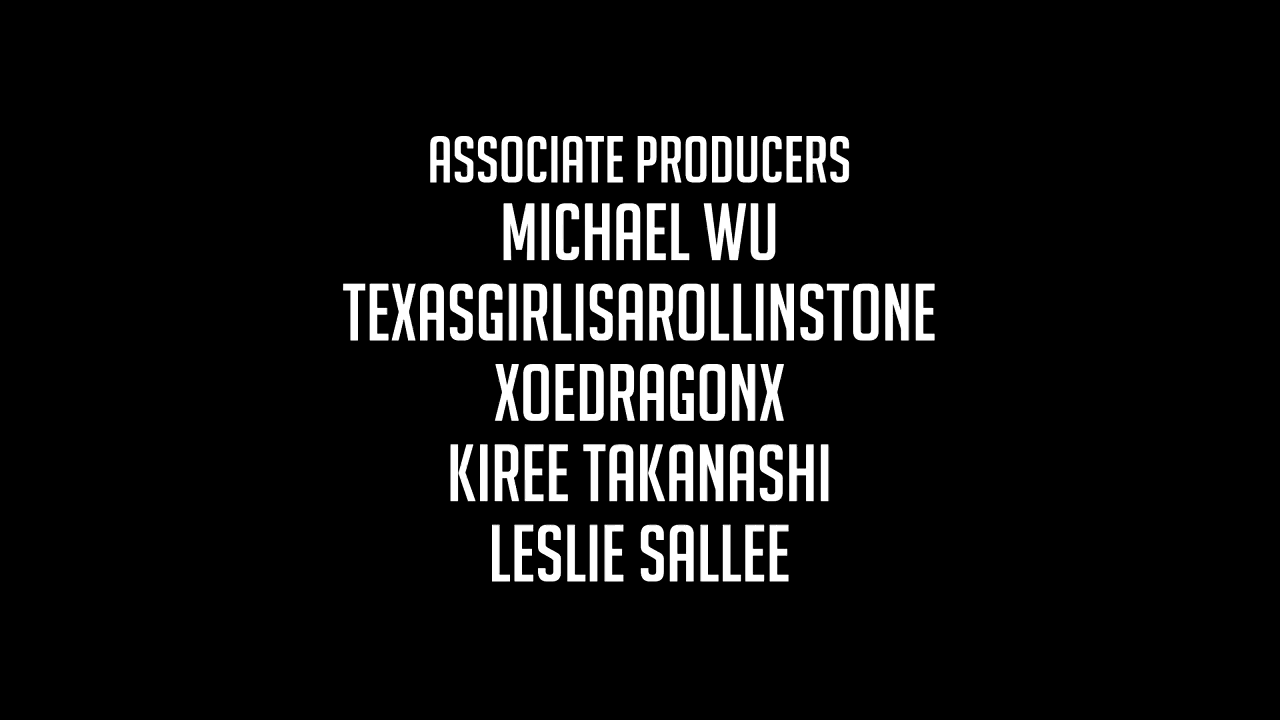 ASSOCIATE PRODUCERS
MICHAEL WU
TEXASGIRLISAROLLINSTONE
XOEDRAGONX
KIREE TAKANASHI
LESLIE SALLEE